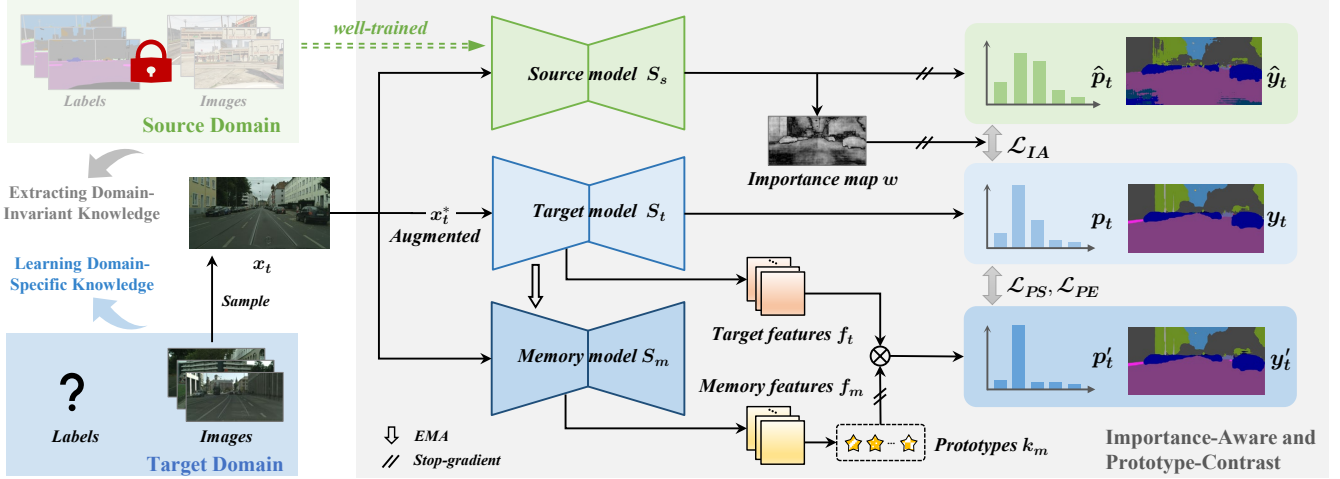 Labels
Images
Source Domain
well-trained
Source model S_s
p̂_t
ŷ_t
Importance map w
ℒ_IA
Extracting Domain-
Invariant Knowledge
x_t
x_t^*
Augmented
Target model S_t
p_t
y_t
Learning Domain-
Specific Knowledge
Sample
Target features f_t
ℒ_PS, ℒ_PE
Memory model S_m
Memory features f_m
p′_t
y′_t
?
Labels
Images
Target Domain
EMA
Stop-gradient
Prototypes k_m
Importance-Aware and
Prototype-Contrast